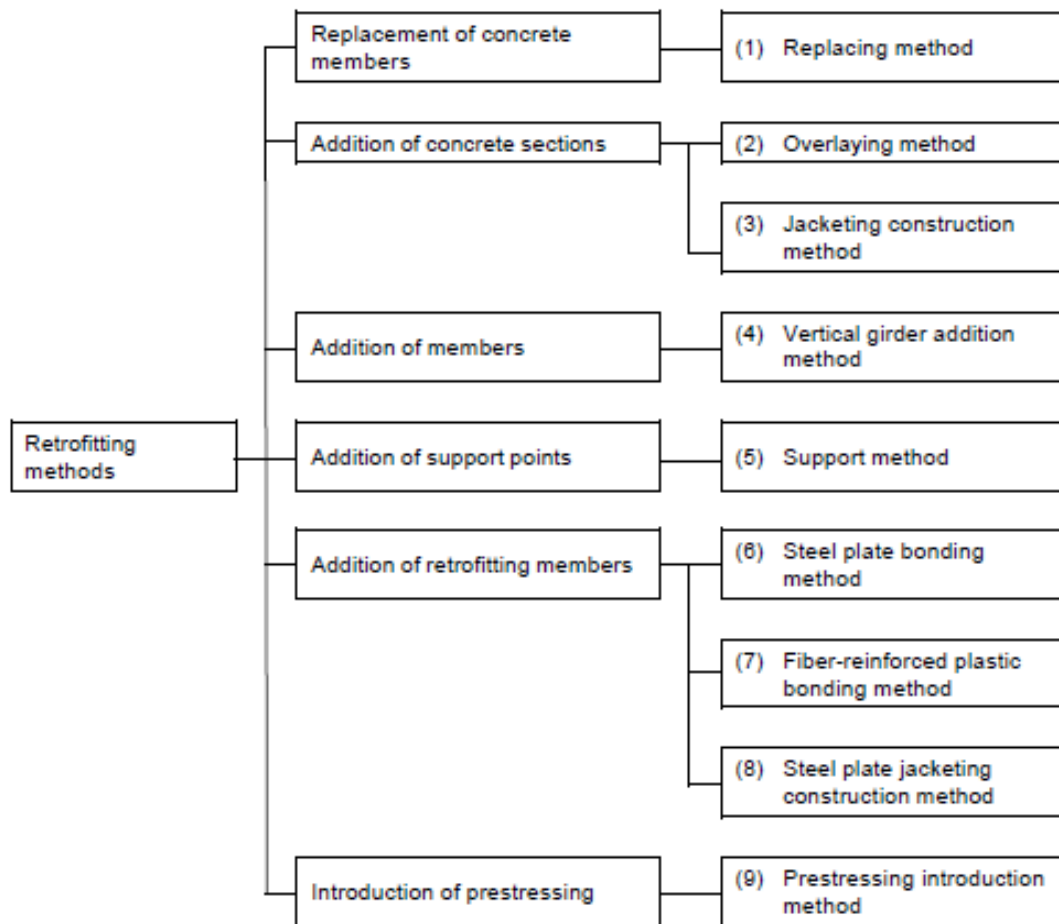 Replacement of concrete
members
(1) Replacing method
Addition of concrete sections
(2) Overlaying method
(3) Jacketing construction
method
Addition of members
(4) Vertical girder addition
method
Retrofitting
methods
Addition of support points
(5) Support method
Addition of retrofitting members
(6) Steel plate bonding
method
(7) Fiber-reinforced plastic
bonding method
(8) Steel plate jacketing
construction method
Introduction of prestressing
(9) Prestressing introduction
method